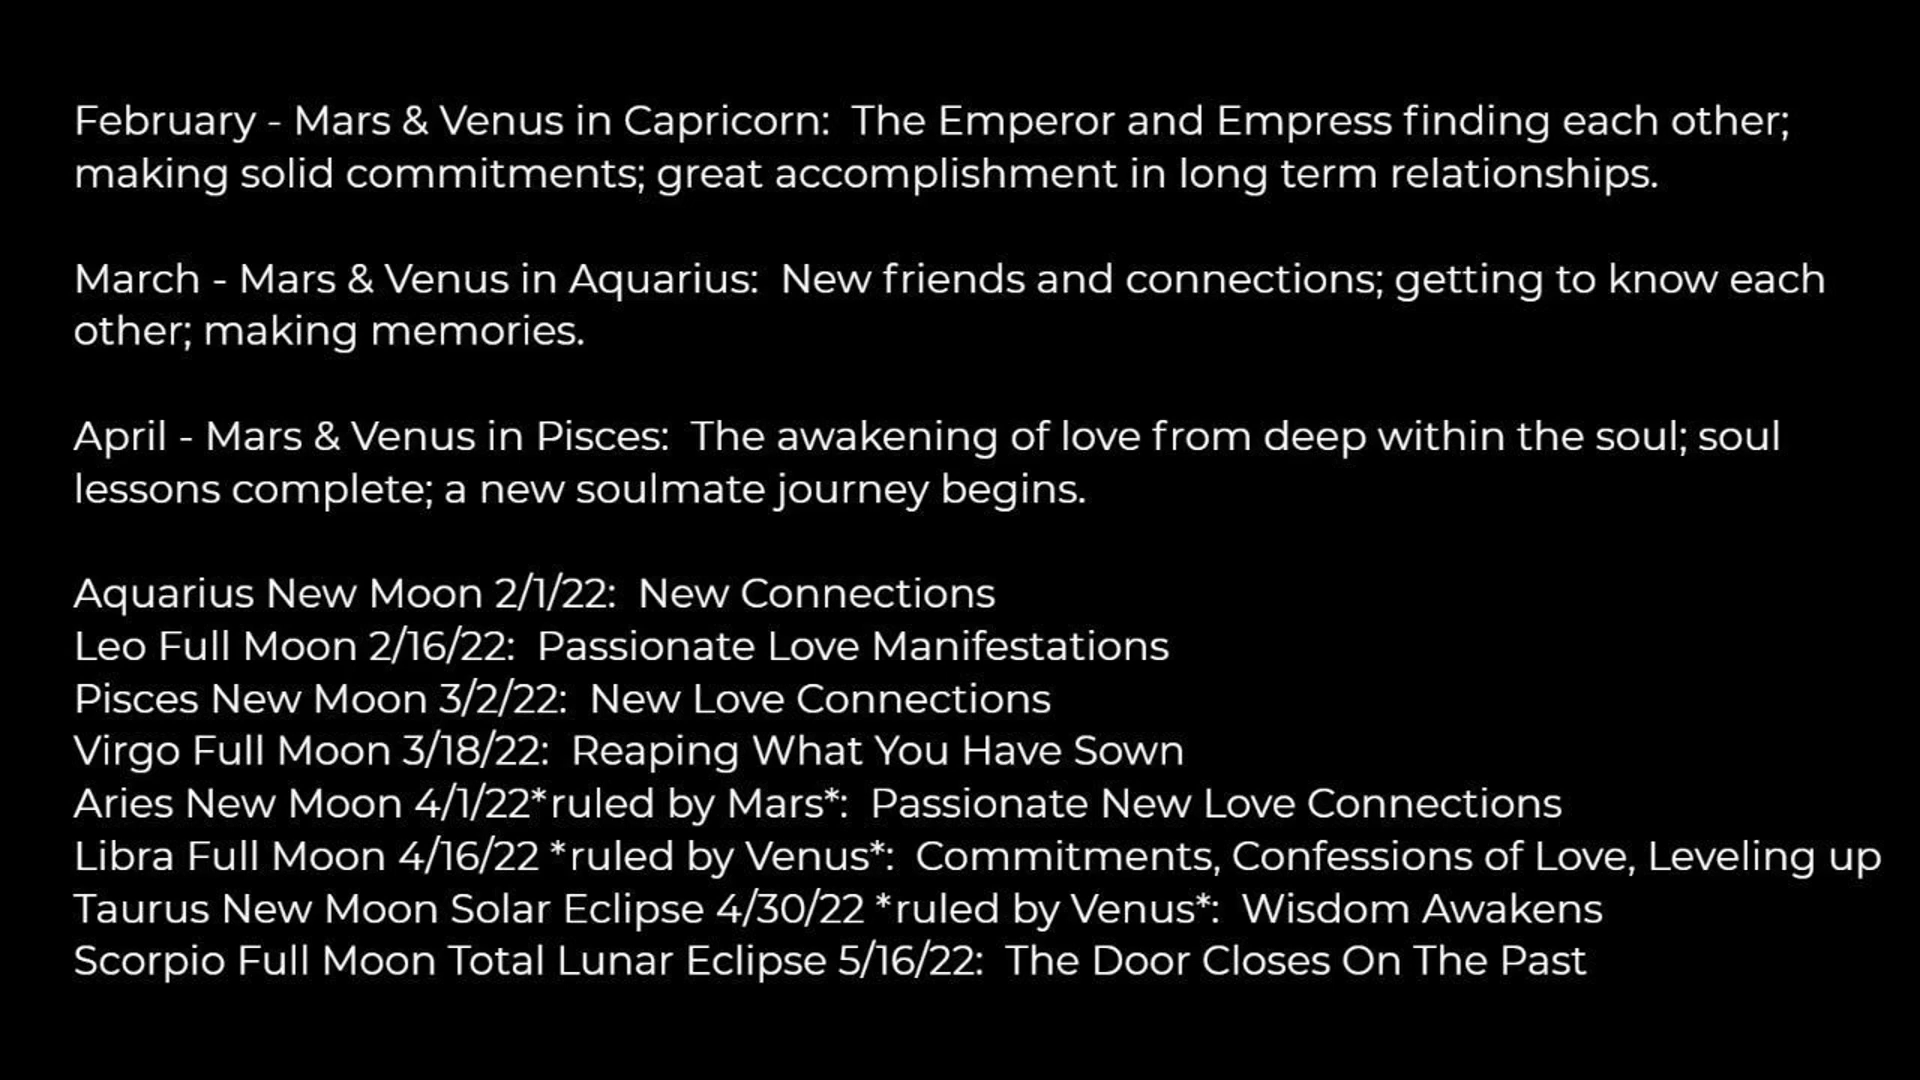 February - Mars & Venus in Capricorn:  The Emperor and Empress finding each other;
making solid commitments; great accomplishment in long term relationships.
March - Mars & Venus in Aquarius:  New friends and connections; getting to know each
other; making memories.
April - Mars & Venus in Pisces:  The awakening of love from deep within the soul; soul
lessons complete; a new soulmate journey begins.
Aquarius New Moon 2/1/22:  New Connections
Leo Full Moon 2/16/22:  Passionate Love Manifestations
Pisces New Moon 3/2/22:  New Love Connections
Virgo Full Moon 3/18/22:  Reaping What You Have Sown
Aries New Moon 4/1/22*ruled by Mars*:  Passionate New Love Connections
Libra Full Moon 4/16/22 *ruled by Venus*:  Commitments, Confessions of Love, Leveling up
Taurus New Moon Solar Eclipse 4/30/22 *ruled by Venus*:  Wisdom Awakens
Scorpio Full Moon Total Lunar Eclipse 5/16/22:  The Door Closes On The Past